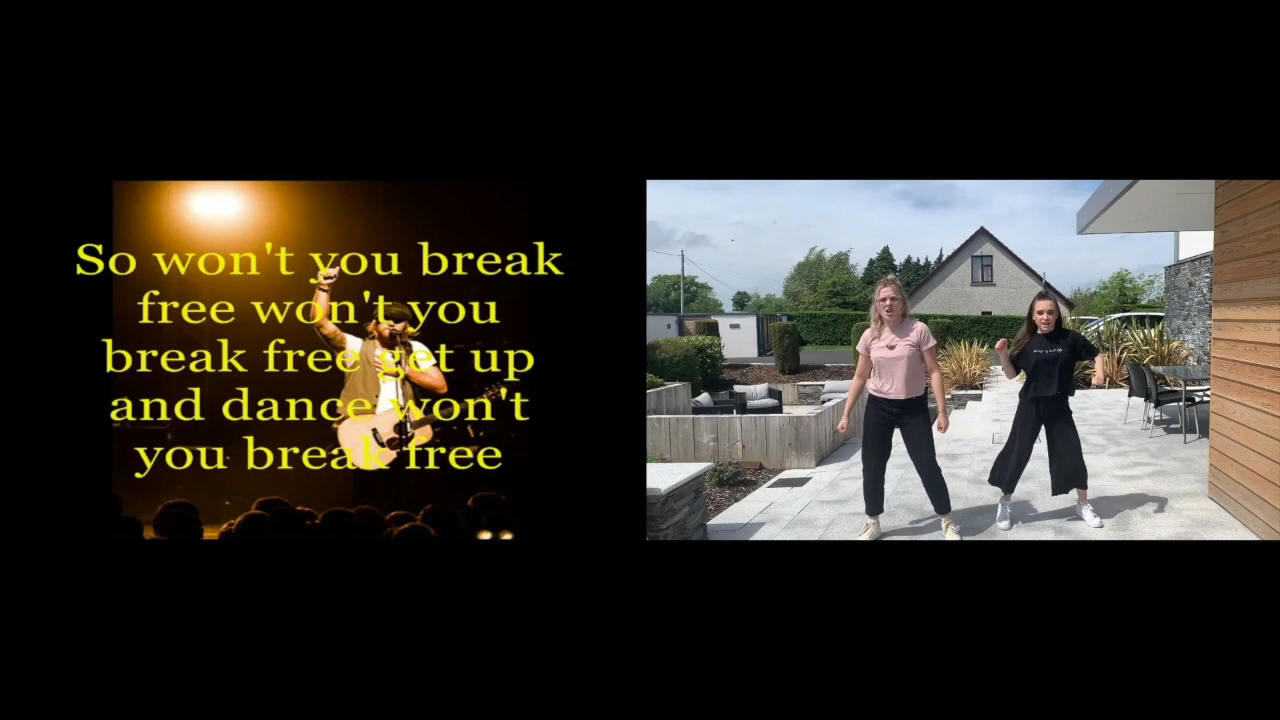 So won't you break
free won't you
break free get up
and dance won't
you break free